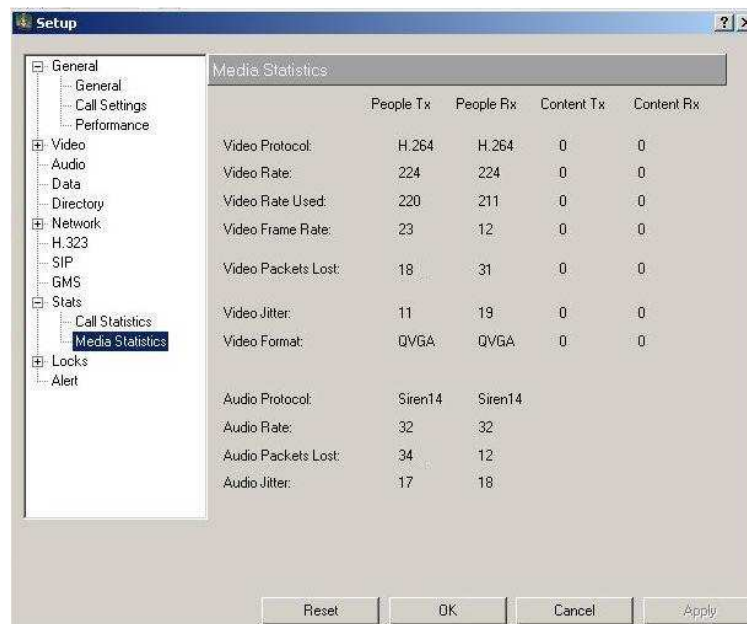 Setup
General
General
Call Settings
Performance
Video
Audio
Data
Directory
Network
H.323
SIP
GMS
Stats
Call Statistics
Media Statistics
Locks
Alert
Media Statistics
People Tx People Rx Content Tx Content Rx
Video Protocol: H.264 H.264 0 0
Video Rate: 224 224 0 0
Video Rate Used: 220 211 0 0
Video Frame Rate: 23 12 0 0
Video Packets Lost: 18 31 0 0
Video Jitter: 11 19 0 0
Video Format: QVGA QVGA 0 0
Audio Protocol: Siren14 Siren14
Audio Rate: 32 32
Audio Packets Lost: 34 12
Audio Jitter: 17 18
Reset OK Cancel Apply